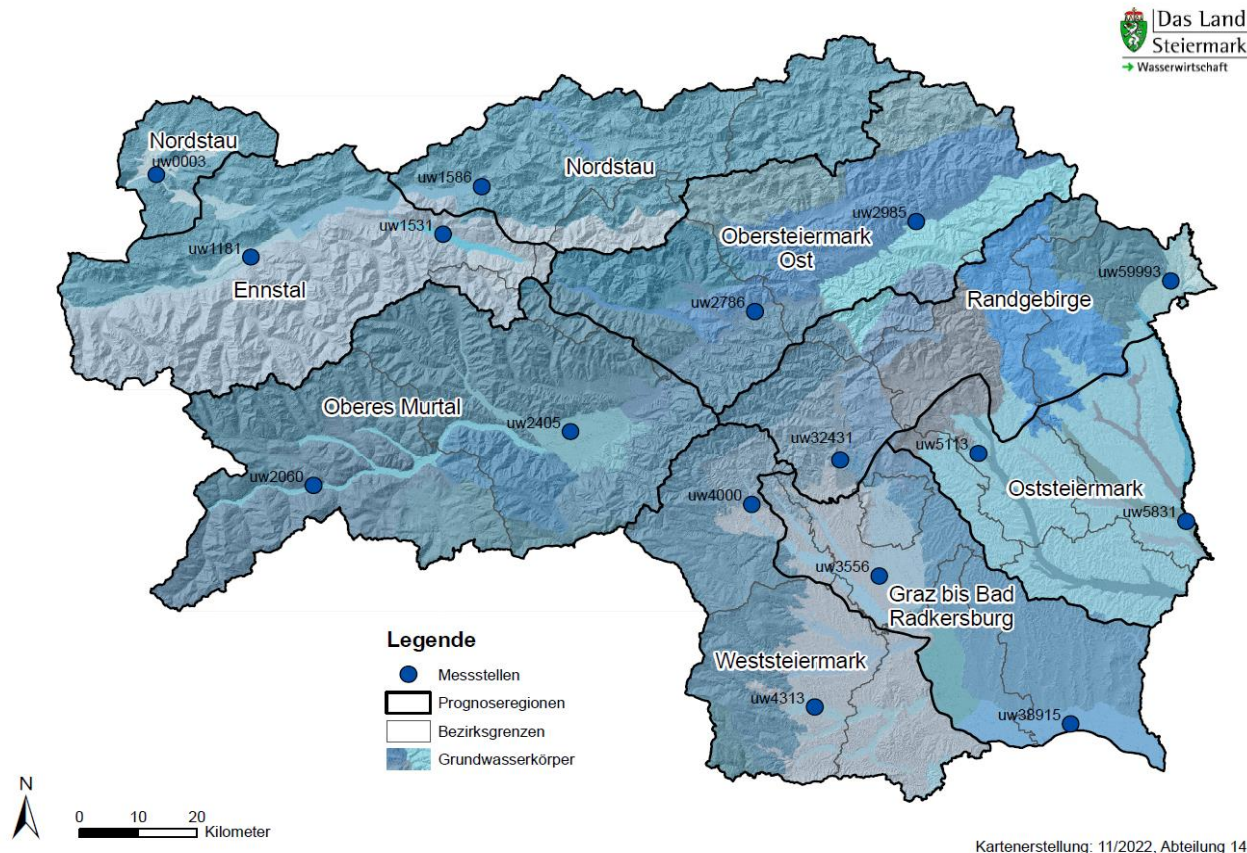 Das Land
Steiermark
→ Wasserwirtschaft
Nordstau
uw0003
uw1586
Nordstau
uw1531
uw1181
Ennstal
uw2985
Obersteiermark
Ost
uw2786
uw59993
Randgebirge
Oberes Murtal
uw2405
uw2060
uw32431
uw5113
Oststeiermark
uw4000
uw5831
uw3556
Graz bis Bad
Radkersburg
Weststeiermark
uw4313
uw38915
Legende
Messstellen
Prognoseregionen
Bezirksgrenzen
Grundwasserkörper
N
0 10 20
Kilometer
Kartenerstellung: 11/2022, Abteilung 14